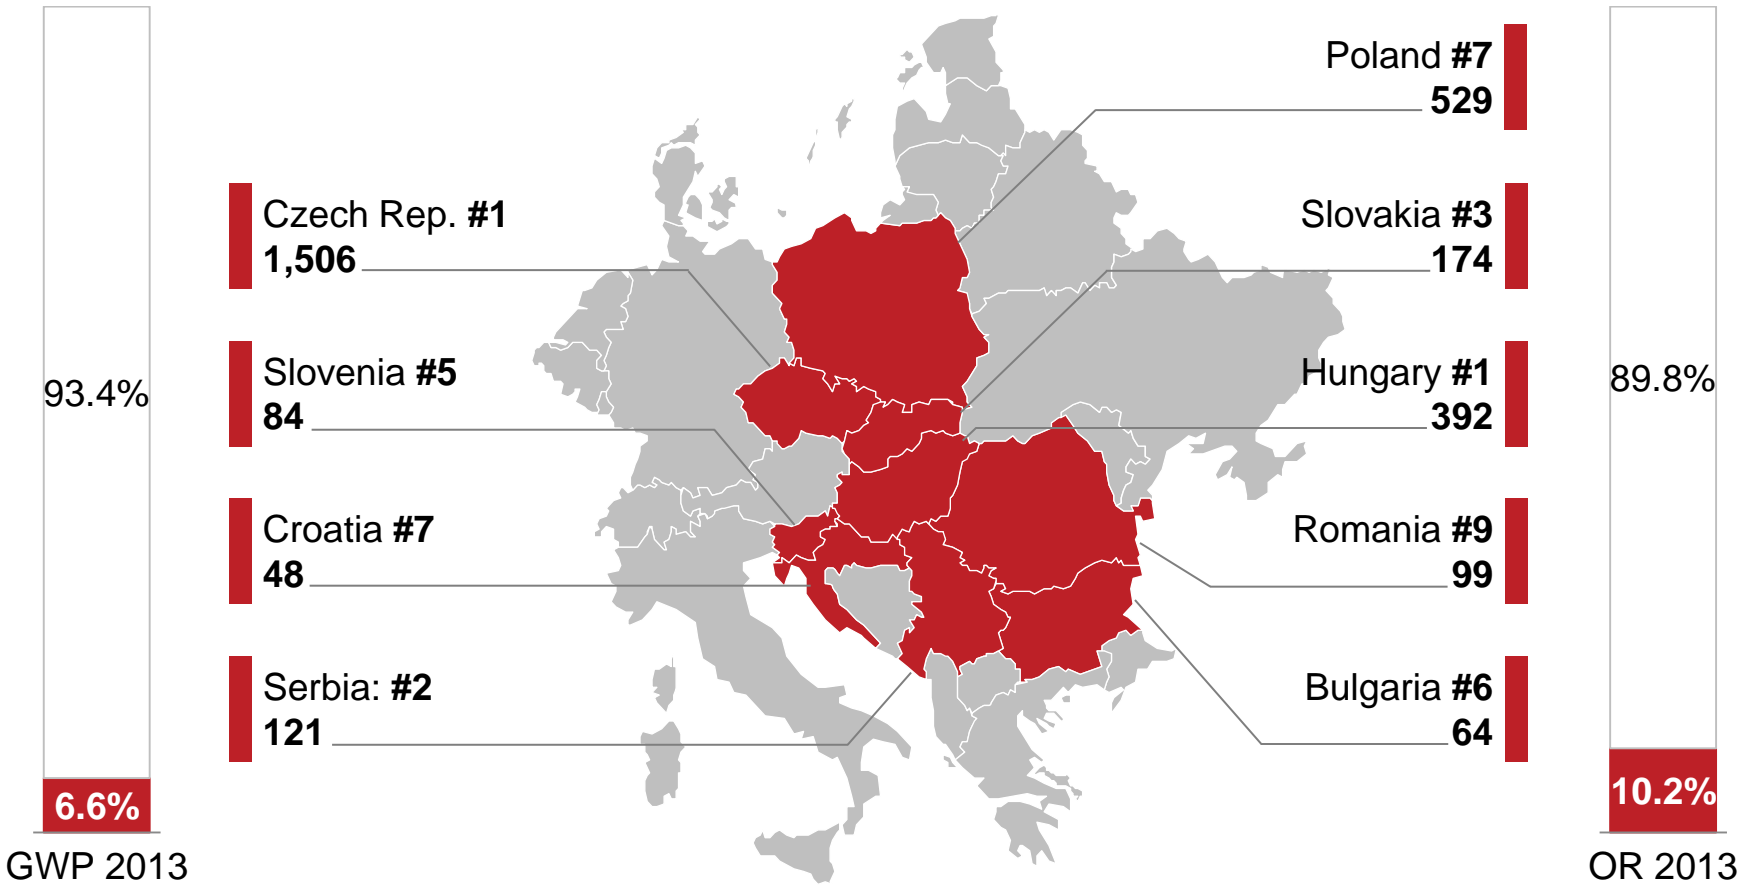 93.4%
6.6%
GWP 2013
Czech Rep. #1
1,506
Slovenia #5
84
Croatia #7
48
Serbia: #2
121
Poland #7
529
Slovakia #3
174
Hungary #1
392
Romania #9
99
Bulgaria #6
64
89.8%
10.2%
OR 2013